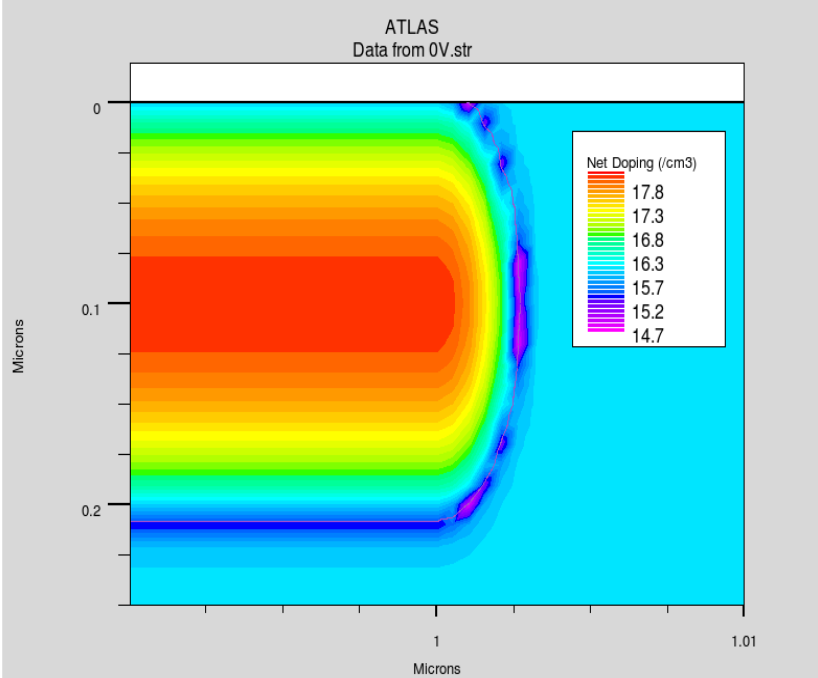 ATLAS
Data from 0V.str
0
Net Doping (/cm3)
17.8
17.3
16.8
16.3
15.7
15.2
14.7
0.1
0.2
Microns
1
1.01
Microns